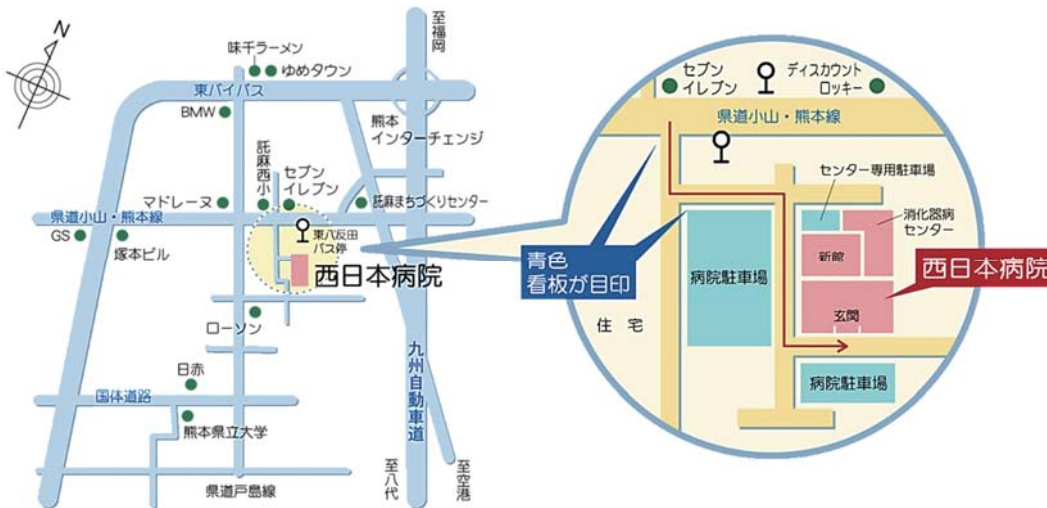 N
味千ラーメン
ゆめタウン
東バイパス
BMW
至福岡
熊本
インターチェンジ
託麻西小
セブン
イレブン
マドレーヌ
託麻まちづくりセンター
県道小山・熊本線
GS
塚本ビル
東八反田
バス停
西日本病院
ローソン
日赤
国体道路
熊本県立大学
九州自動車道
県道戸島線
至八代
至空港
セブン
イレブン
ディスカウント
ロッキー
県道小山・熊本線
センター専用駐車場
消化器病
センター
新館
西日本病院
青色
看板が目印
病院駐車場
玄関
住宅
病院駐車場